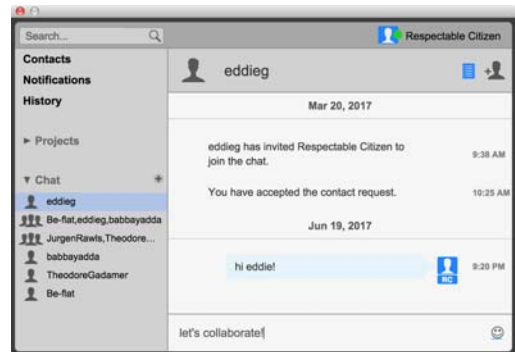 Search...
Respectable Citizen
Contacts
Notifications
History
Projects
Chat
eddieg
Be-flat,eddieg,babbayadda
JurgenRawls,Theodore...
babbayadda
TheodoreGadamer
Be-flat
eddieg
Mar 20, 2017
eddieg has invited Respectable Citizen to
join the chat.
9:38 AM
You have accepted the contact request.
10:25 AM
Jun 19, 2017
hi eddie!
RC
9:20 PM
let's collaborate!